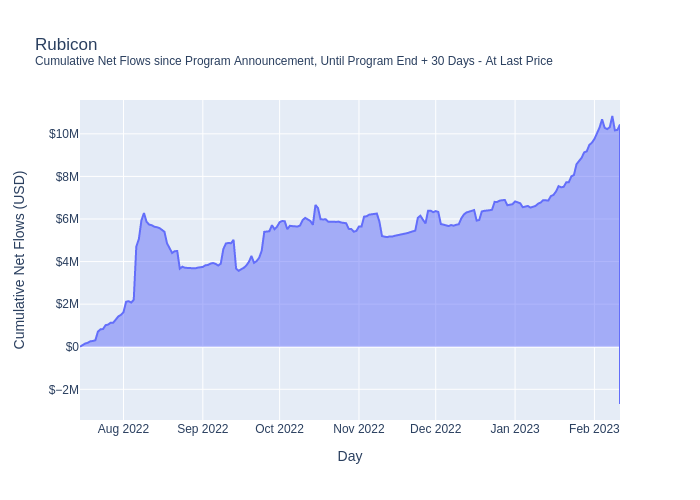 Rubicon
Cumulative Net Flows since Program Announcement, Until Program End + 30 Days - At Last Price
Cumulative Net Flows (USD)
$10M
$8M
$6M
$4M
$2M
$0
$−2M
Aug 2022
Sep 2022
Oct 2022
Nov 2022
Dec 2022
Jan 2023
Feb 2023
Day